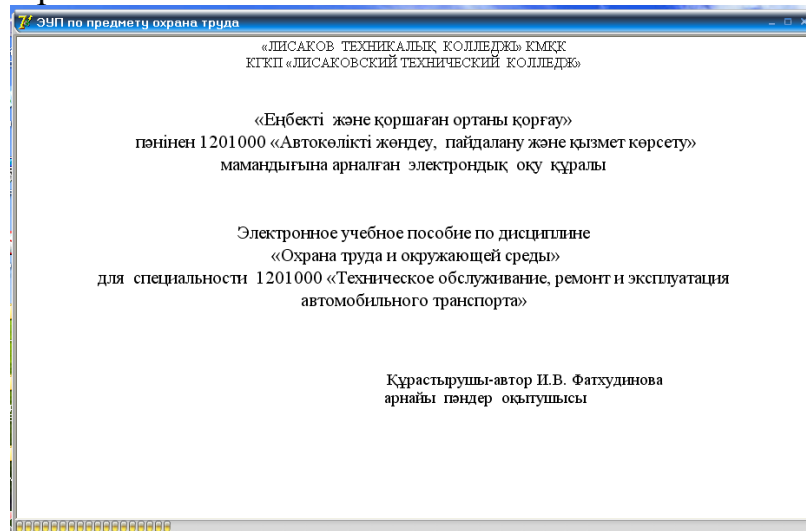 ЭУП по предмету охрана труда
«ЛИСАКОВ ТЕХНИКАЛЫҚ КОЛЛЕДЖІ» КМҚК
КГКП «ЛИСАКОВСКИЙ ТЕХНИЧЕСКИЙ КОЛЛЕДЖ»
«Еңбекті және қоршаған ортаны қорғау»
пәнінен 1201000 «Автокөлікті жөндеу, пайдалану және қызмет көрсету»
мамандығына арналған электрондық оқу құралы
Электронное учебное пособие по дисциплине
«Охрана труда и окружающей среды»
для специальности 1201000 «Техническое обслуживание, ремонт и эксплуатация
автомобильного транспорта»
Құрастырушы-автор И.В. Фатхудинова
арнайы пәндер оқытушысы